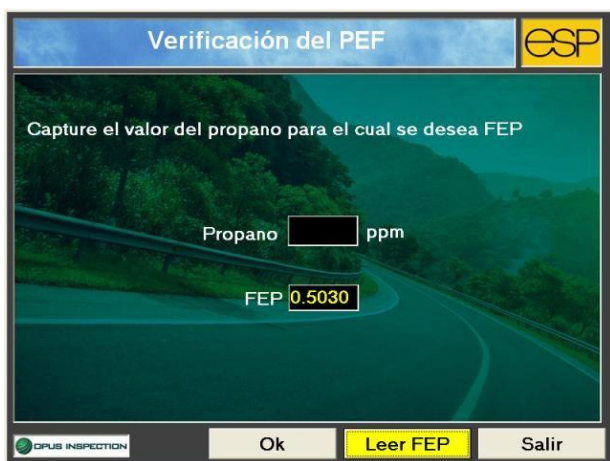 Verificación del PEF
esp
Capture el valor del propano para el cual se desea FEP
Propano ppm
FEP 0.5030
OPUS INSPECTION
Ok
Leer FEP
Salir